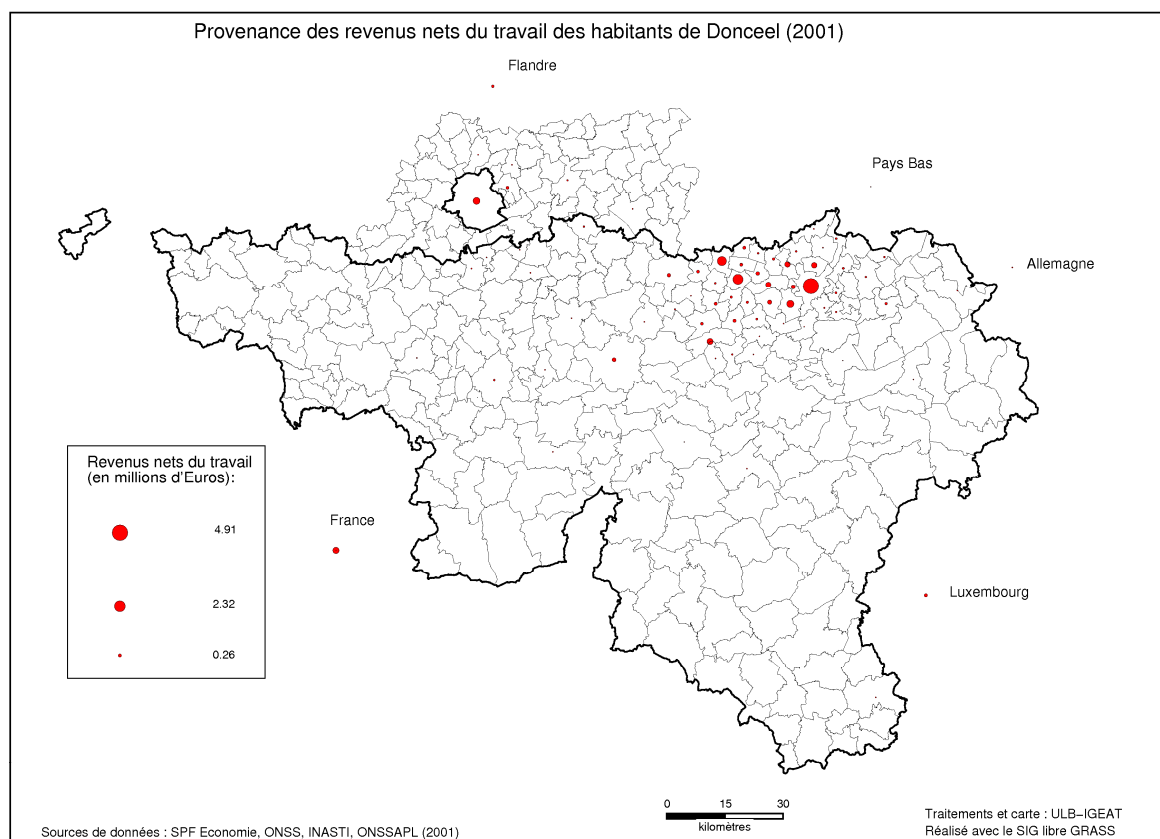 Provenance des revenus nets du travail des habitants de Donceel (2001)
Flandre
Pays Bas
Allemagne
Revenus nets du travail
(en millions d'Euros):
4.91
2.32
0.26
France
Luxembourg
0 15 30
kilomètres
Sources de données : SPF Economie, ONSS, INASTI, ONSSAPL (2001)
Traitements et carte : ULB-IGEAT
Réalisé avec le SIG libre GRASS